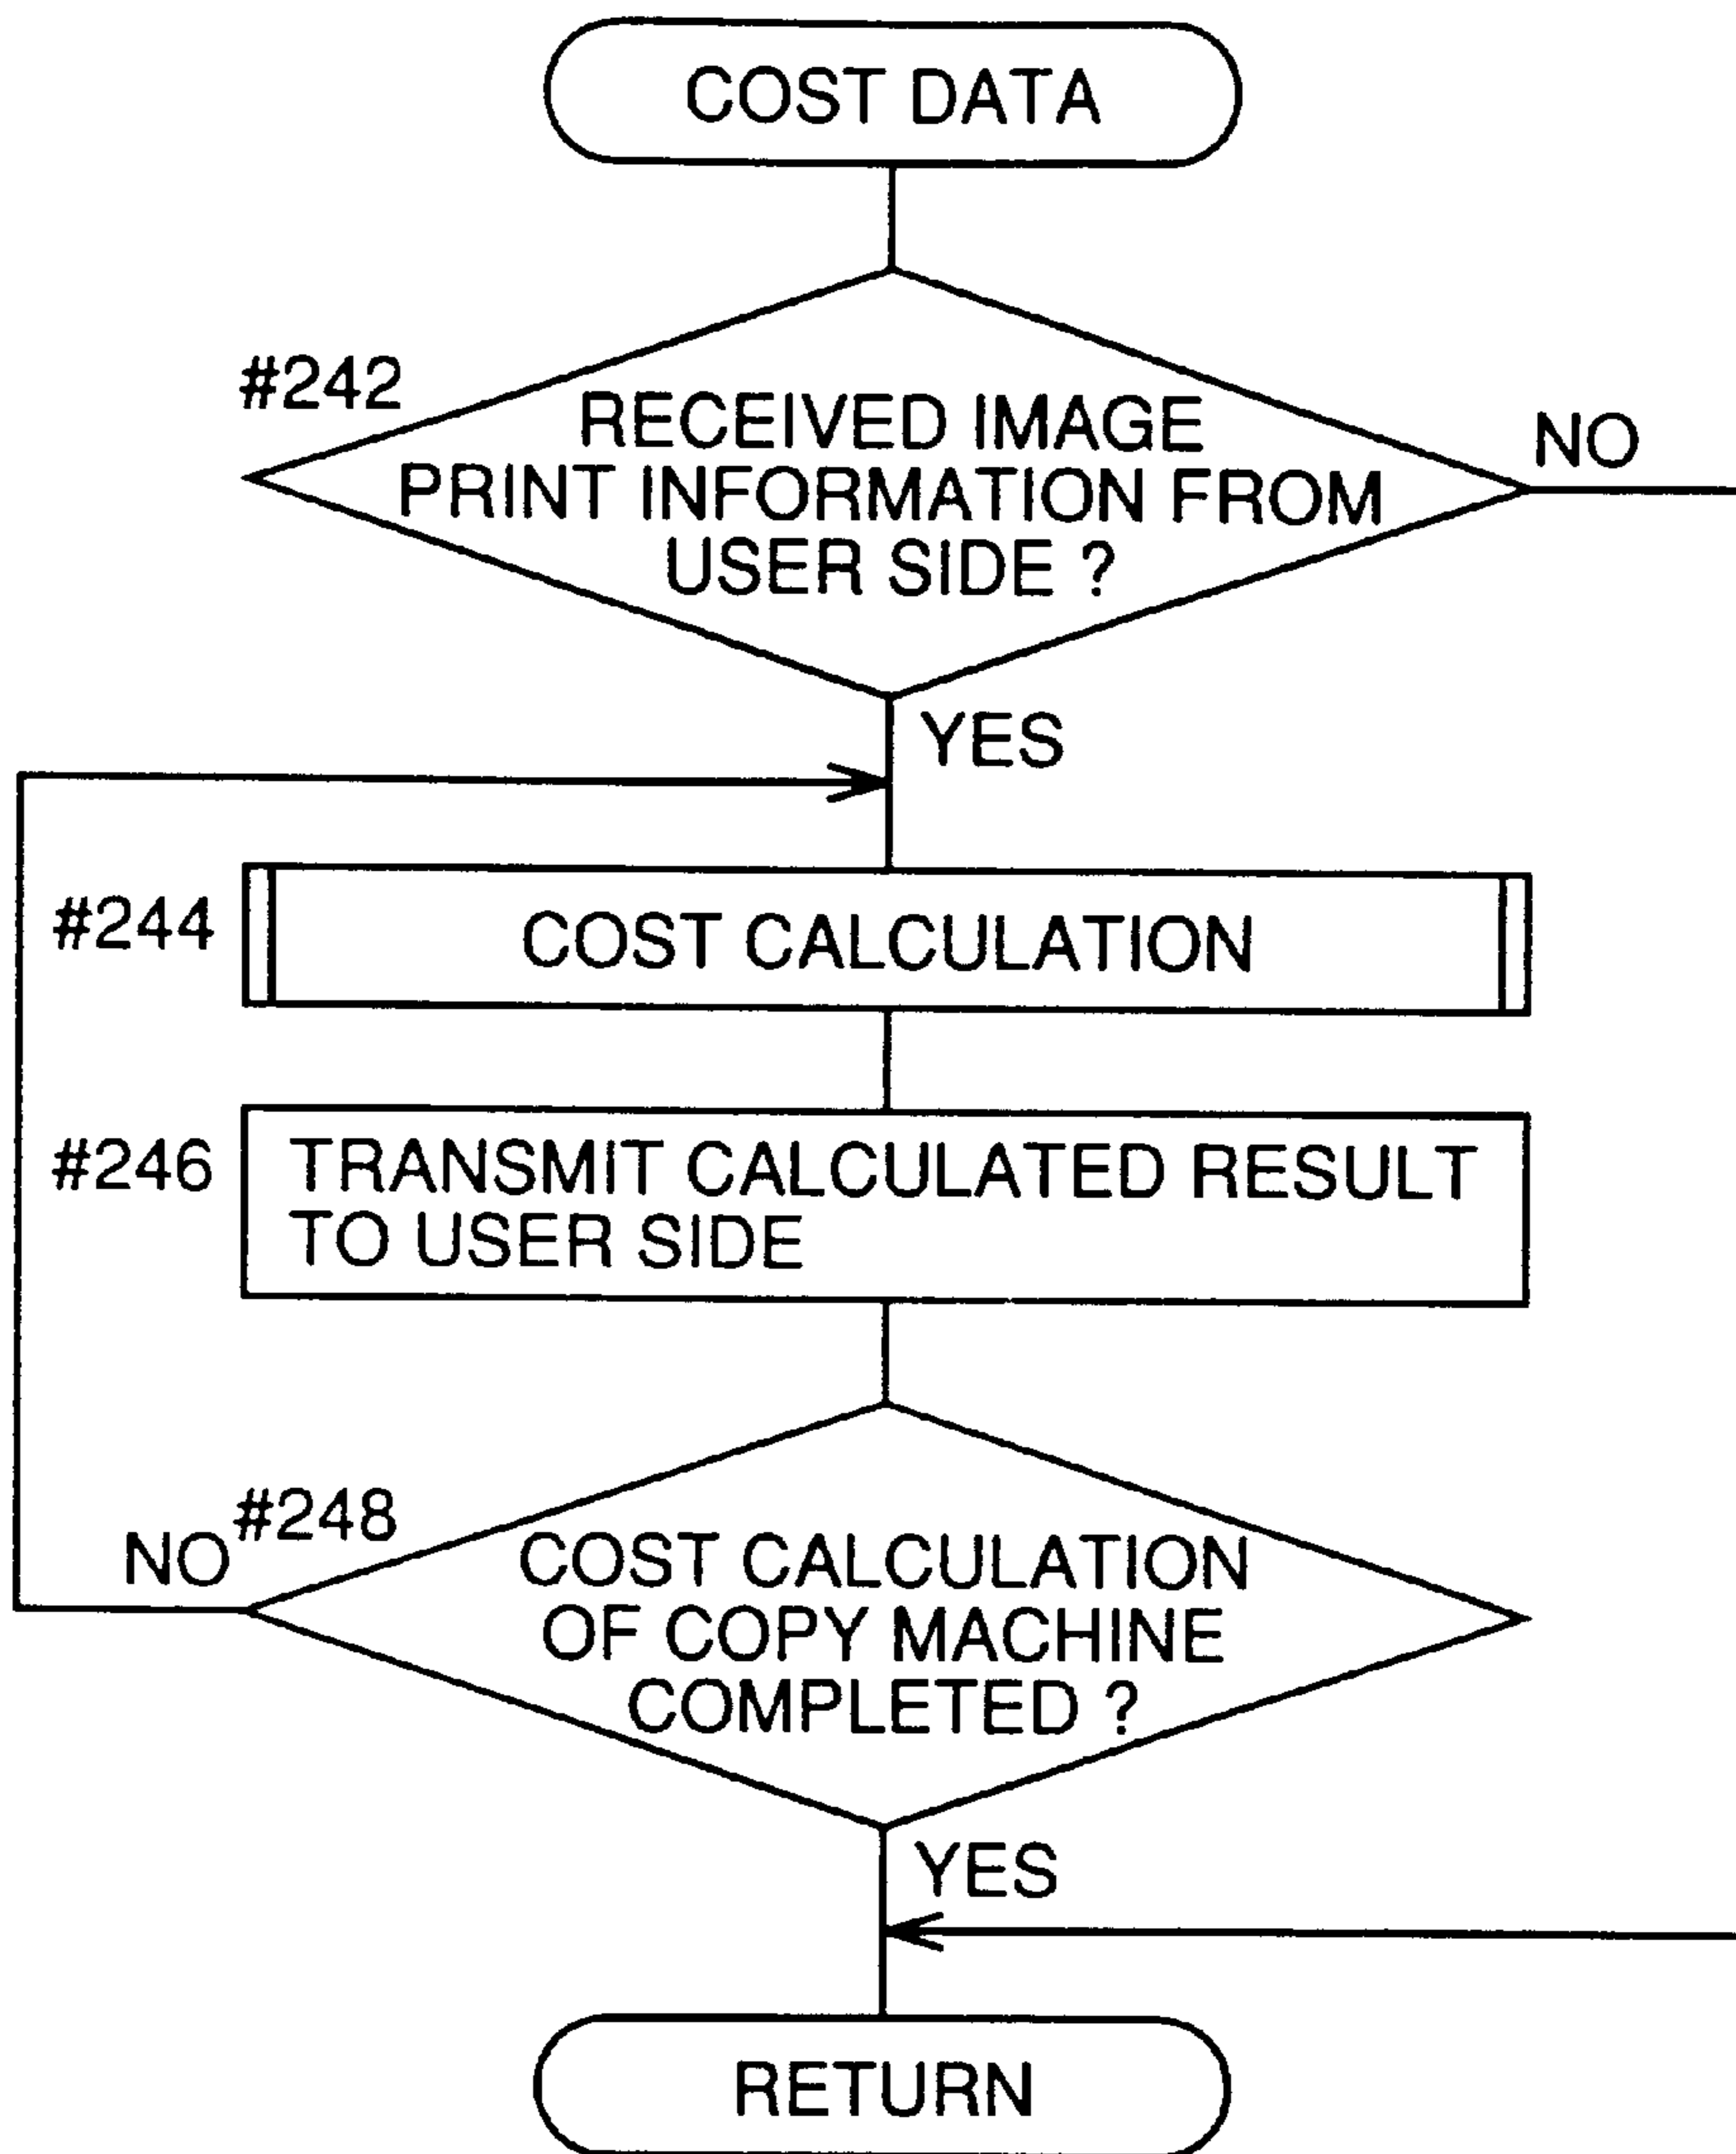 COST DATA
#242
RECEIVED IMAGE
PRINT INFORMATION FROM
USER SIDE ?
NO
YES
#244
COST CALCULATION
#246
TRANSMIT CALCULATED RESULT
TO USER SIDE
#248
NO
COST CALCULATION
OF COPY MACHINE
COMPLETED ?
YES
RETURN